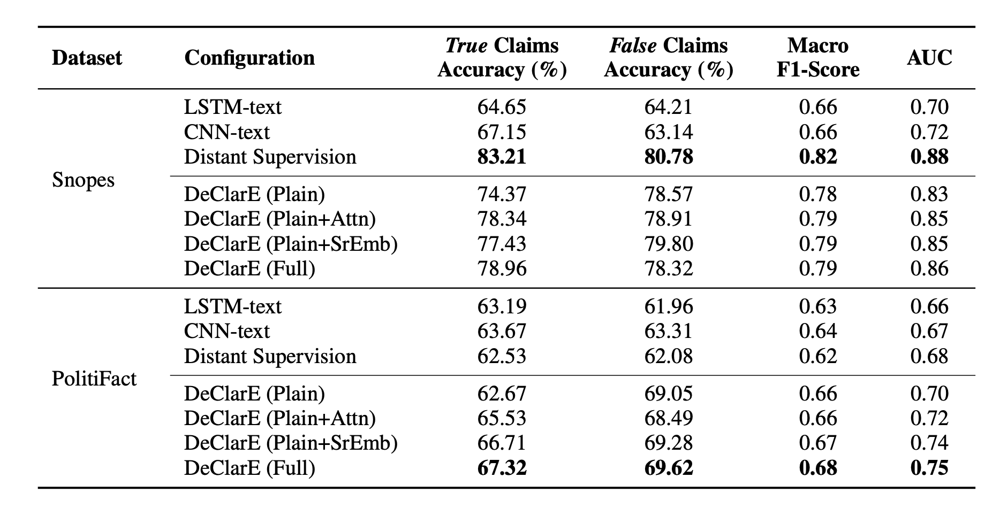 Dataset Configuration True Claims Accuracy (%) False Claims Accuracy (%) Macro F1-Score AUC
Snopes
LSTM-text 64.65 64.21 0.66 0.70
CNN-text 67.15 63.14 0.66 0.72
Distant Supervision 83.21 80.78 0.82 0.88
DeClarE (Plain) 74.37 78.57 0.78 0.83
DeClarE (Plain+Attn) 78.34 78.91 0.79 0.85
DeClarE (Plain+SrEmb) 77.43 79.80 0.79 0.85
DeClarE (Full) 78.96 78.32 0.79 0.86
PolitiFact
LSTM-text 63.19 61.96 0.63 0.66
CNN-text 63.67 63.31 0.64 0.67
Distant Supervision 62.53 62.08 0.62 0.68
DeClarE (Plain) 62.67 69.05 0.66 0.70
DeClarE (Plain+Attn) 65.53 68.49 0.66 0.72
DeClarE (Plain+SrEmb) 66.71 69.28 0.67 0.74
DeClarE (Full) 67.32 69.62 0.68 0.75